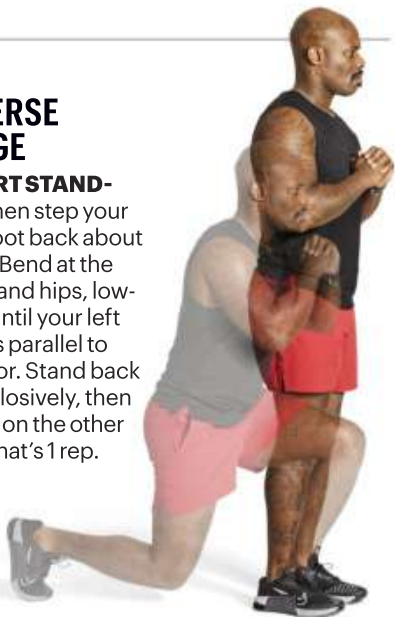 ERSE
GE
RT STAND-
hen step your
oot back about
Bend at the
and hips, low-
ntil your left
s parallel to
or. Stand back
losively, then
on the other
hat's 1 rep.